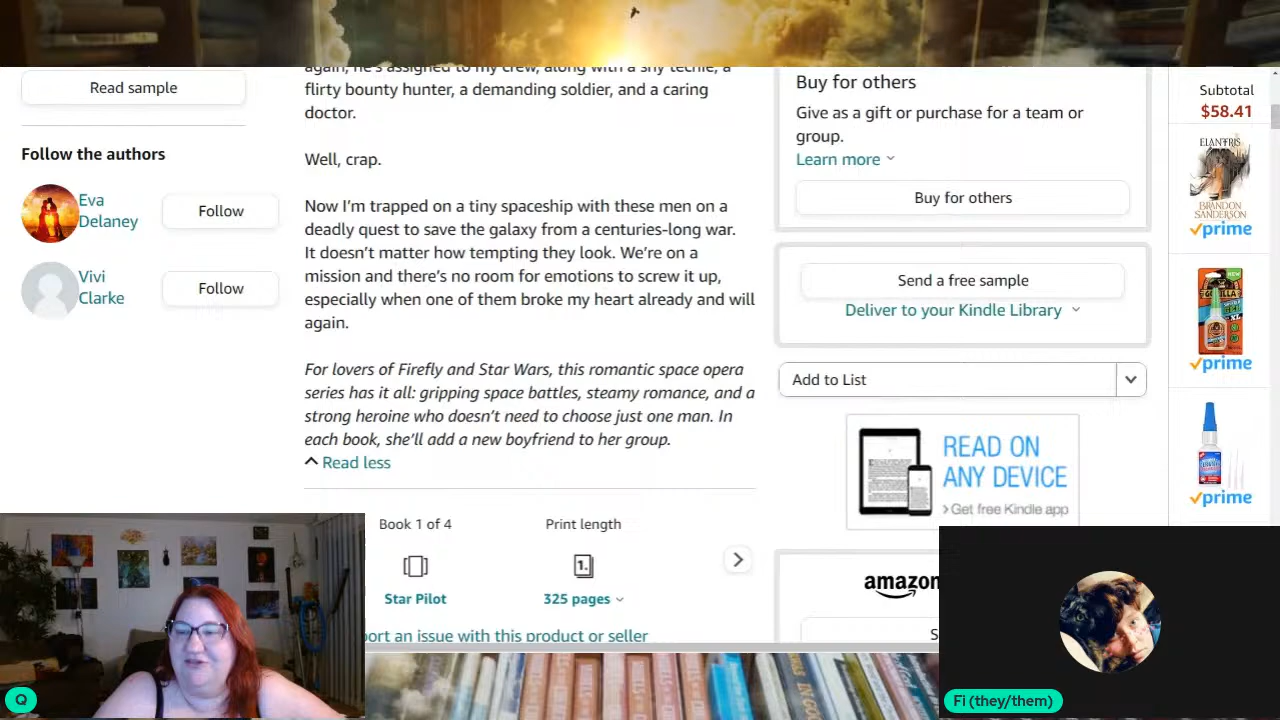 Read sample
Follow the authors
Eva
Delaney
Follow
Vivi
Clarke
Follow
again, he's assigned to my crew, along with a shy techie, a
flirty bounty hunter, a demanding soldier, and a caring
doctor.
Well, crap.
Now I'm trapped on a tiny spaceship with these men on a
deadly quest to save the galaxy from a centuries-long war.
It doesn't matter how tempting they look. We're on a
mission and there's no room for emotions to screw it up,
especially when one of them broke my heart already and will
again.
For lovers of Firefly and Star Wars, this romantic space opera
series has it all: gripping space battles, steamy romance, and a
strong heroine who doesn't need to choose just one man. In
each book, she'll add a new boyfriend to her group.
Read less
Book 1 of 4
Star Pilot
Print length
1.
325 pages
ort an issue with this product or seller
Buy for others
Give as a gift or purchase for a team or
group.
Learn more
Buy for others
Send a free sample
Deliver to your Kindle Library
Add to List
READ ON
ANY DEVICE
Get free Kindle app
amazon
S
Subtotal
$58.41
ELANTRIS
BRANDON
SANDERSON
prime
GORILLA
prime
prime
Q
Fi (they/them)